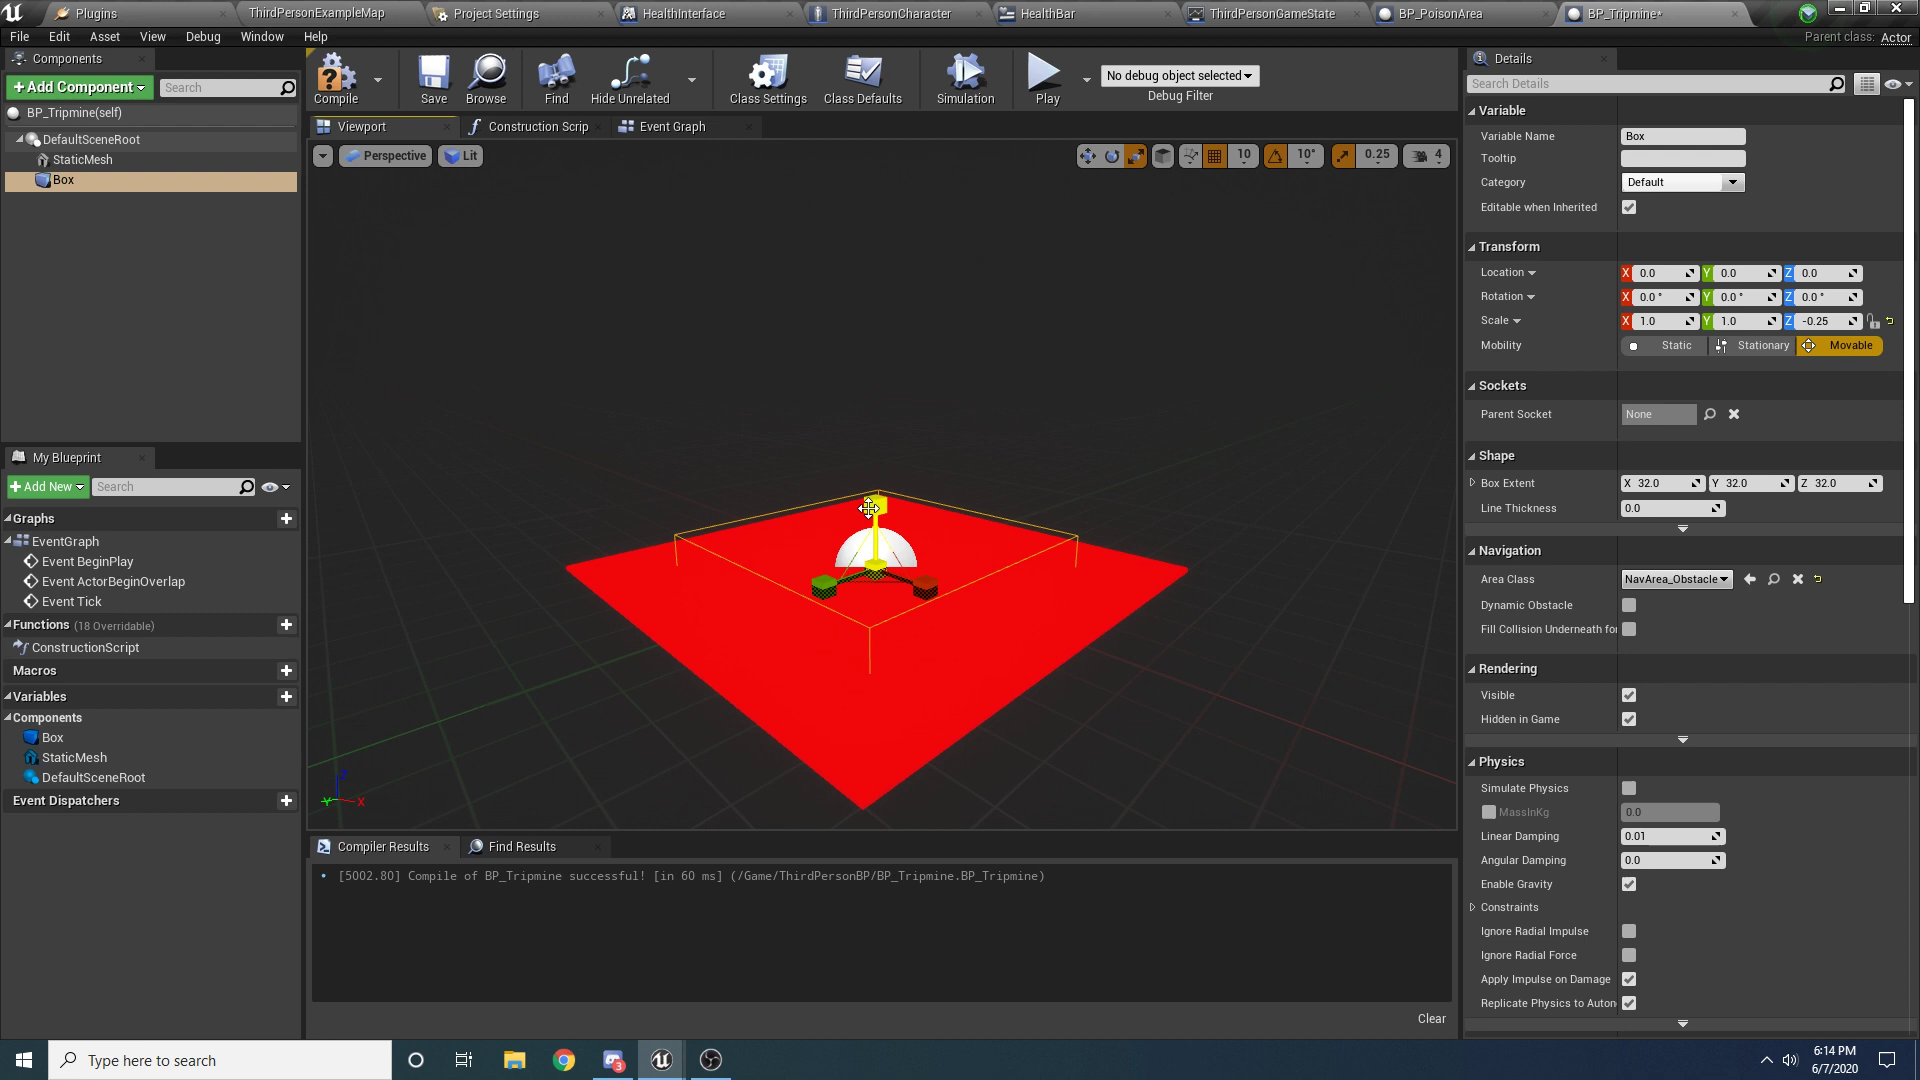 Plugins
ThirdPersonExampleMap
Project Settings
HealthInterface
ThirdPersonCharacter
HealthBar
ThirdPersonGameState
BP_PoisonArea
BP_Tripmine*
File Edit Asset View Debug Window Help
Parent class: Actor
Components
+Add Component
Search
BP_Tripmine(self)
DefaultSceneRoot
StaticMesh
Box
My Blueprint
+Add New
Search
Graphs
EventGraph
Event BeginPlay
Event ActorBeginOverlap
Event Tick
Functions (18 Overridable)
ConstructionScript
Macros
Variables
Components
Box
StaticMesh
DefaultSceneRoot
Event Dispatchers
Compile
Save
Browse
Find
Hide Unrelated
Class Settings
Class Defaults
Simulation
Play
No debug object selected
Debug Filter
Viewport
Construction Scrip
Event Graph
Perspective
Lit
10
10°
0.25
4
Z
Y
X
Compiler Results
Find Results
[5002.80] Compile of BP_Tripmine successful! [in 60 ms] (/Game/ThirdPersonBP/BP_Tripmine.BP_Tripmine)
Clear
Details
Search Details
Variable
Variable Name Box
Tooltip
Category Default
Editable when Inherited
Transform
Location X 0.0 Y 0.0 Z 0.0
Rotation X 0.0 ° Y 0.0 ° Z 0.0 °
Scale X 1.0 Y 1.0 Z -0.25
Mobility Static Stationary Movable
Sockets
Parent Socket None
Shape
Box Extent X 32.0 Y 32.0 Z 32.0
Line Thickness 0.0
Navigation
Area Class NavArea_Obstacle
Dynamic Obstacle
Fill Collision Underneath for
Rendering
Visible
Hidden in Game
Physics
Simulate Physics
MassInKg 0.0
Linear Damping 0.01
Angular Damping 0.0
Enable Gravity
Constraints
Ignore Radial Impulse
Ignore Radial Force
Apply Impulse on Damage
Replicate Physics to Auton
Type here to search
3
6:14 PM
6/7/2020